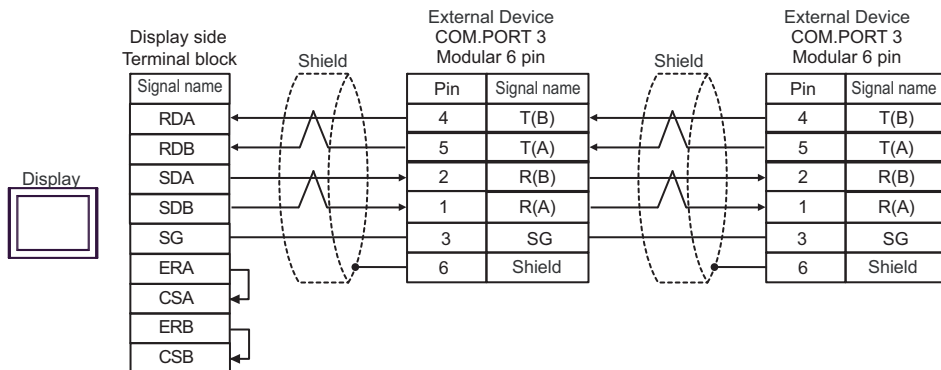 Display side
Terminal block
Shield
External Device
COM.PORT 3
Modular 6 pin
Shield
External Device
COM.PORT 3
Modular 6 pin
Signal name
Pin Signal name
Pin Signal name
RDA
4 T(B)
4 T(B)
RDB
5 T(A)
5 T(A)
Display
SDA
2 R(B)
2 R(B)
SDB
1 R(A)
1 R(A)
SG
3 SG
3 SG
ERA
6 Shield
6 Shield
CSA
ERB
CSB